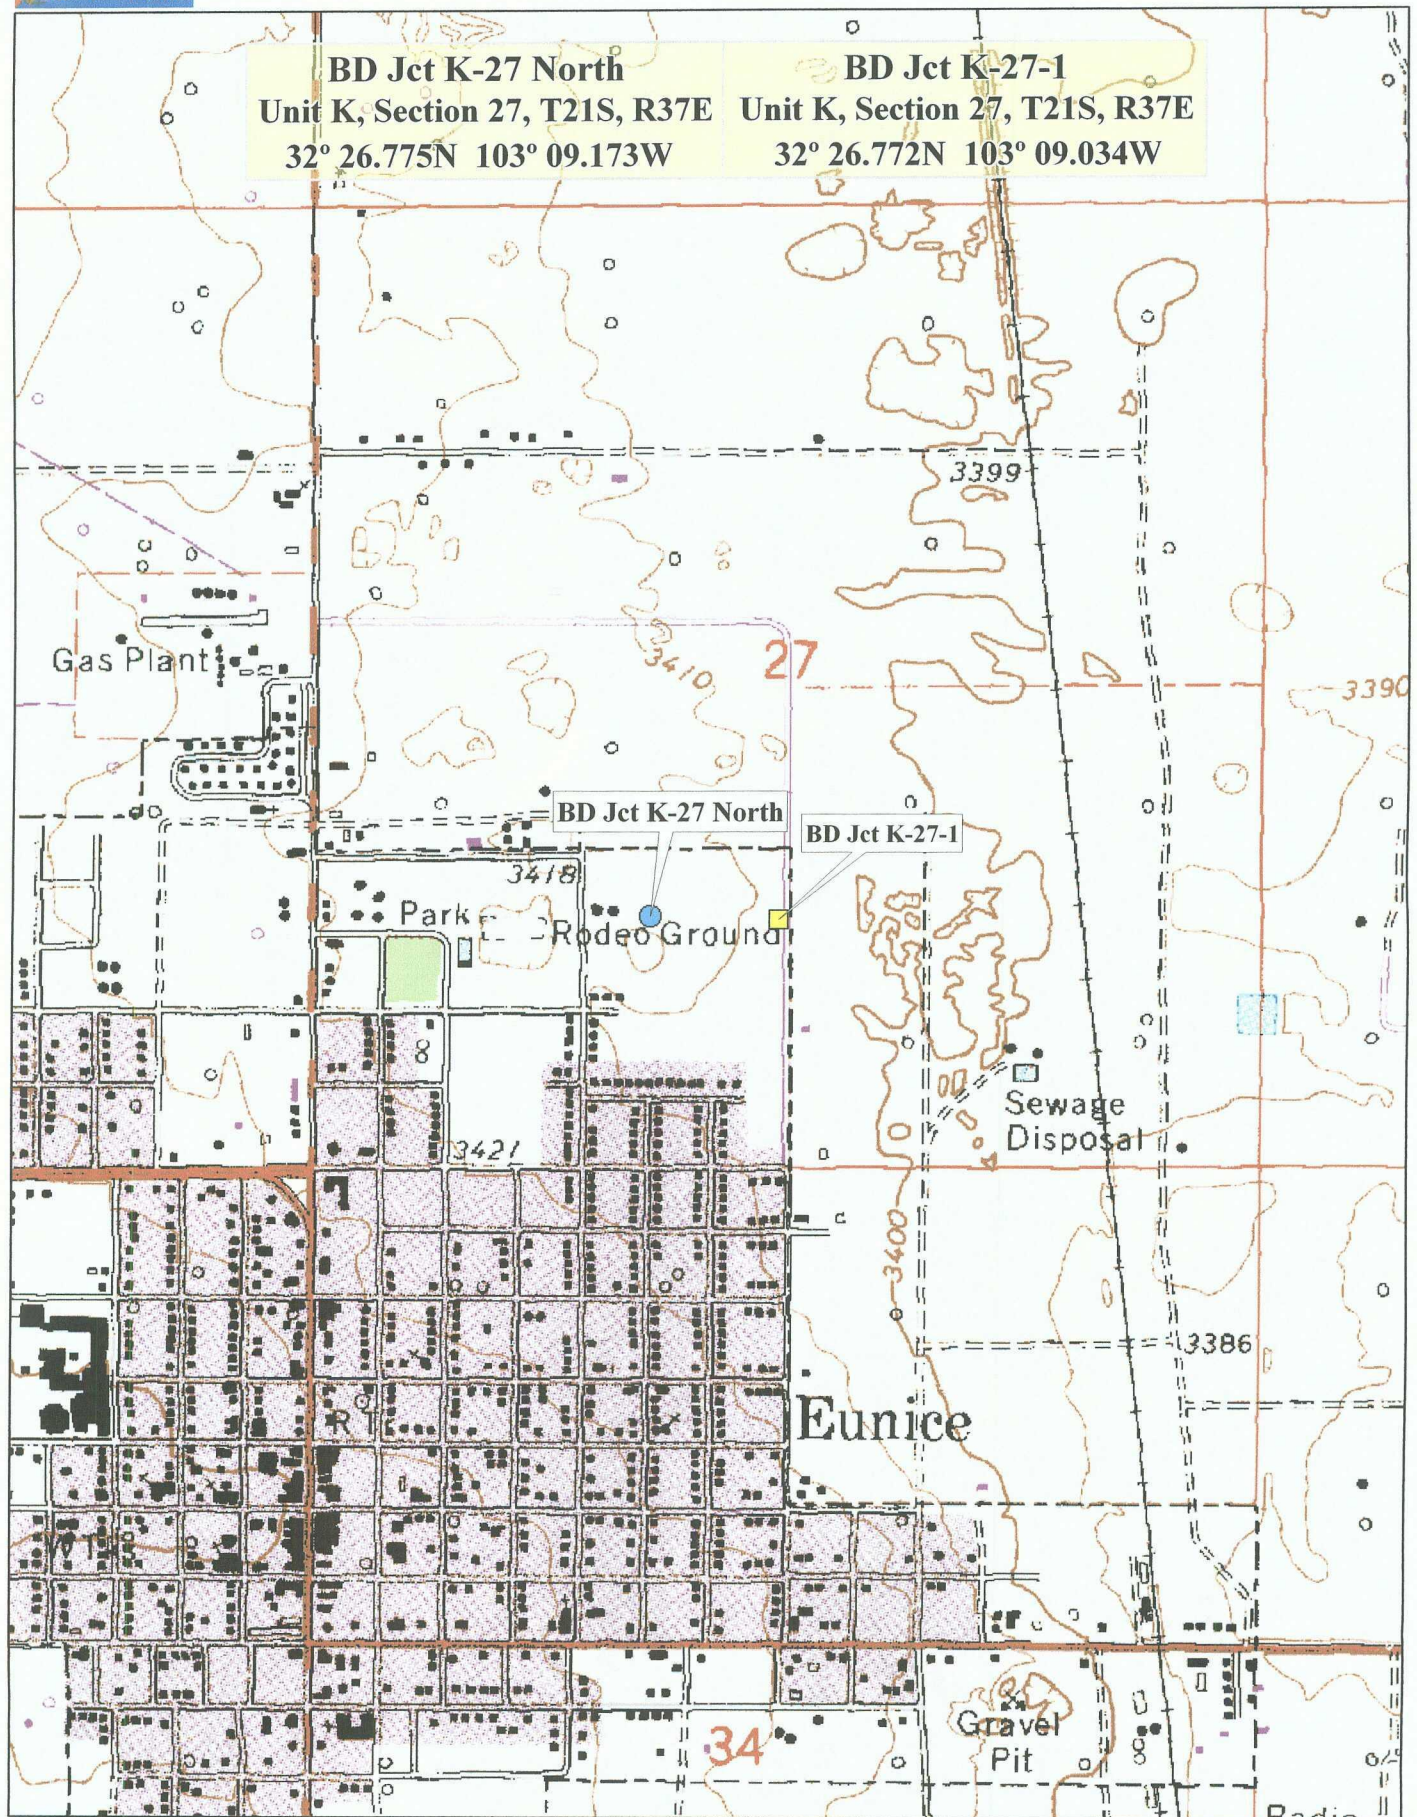 BD Jct K-27 North
Unit K, Section 27, T21S, R37E
32° 26.775N 103° 09.173W
BD Jct K-27-1
Unit K, Section 27, T21S, R37E
32° 26.772N 103° 09.034W
3399
Gas Plant
3410
27
3390
BD Jct K-27 North
BD Jct K-27-1
3418
Park
Rodeo Ground
Sewage
Disposal
3421
3400
3386
Eunice
34
Gravel
Pit